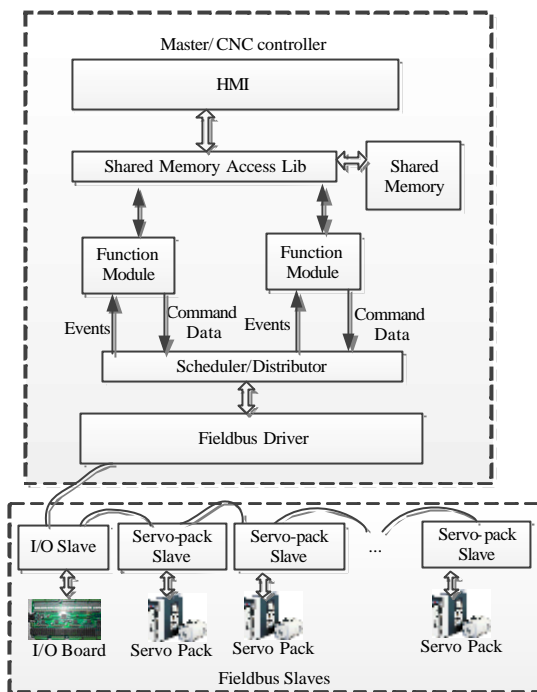 Master/ CNC controller
HMI
Shared Memory Access Lib
Shared
Memory
Function
Module
Function
Module
Events
Command
Data
Events
Command
Data
Scheduler/Distributor
Fieldbus Driver
I/O Slave
Servo-pack
Slave
Servo-pack
Slave
...
Servo-pack
Slave
I/O Board
Servo Pack
Servo Pack
Servo Pack
Fieldbus Slaves